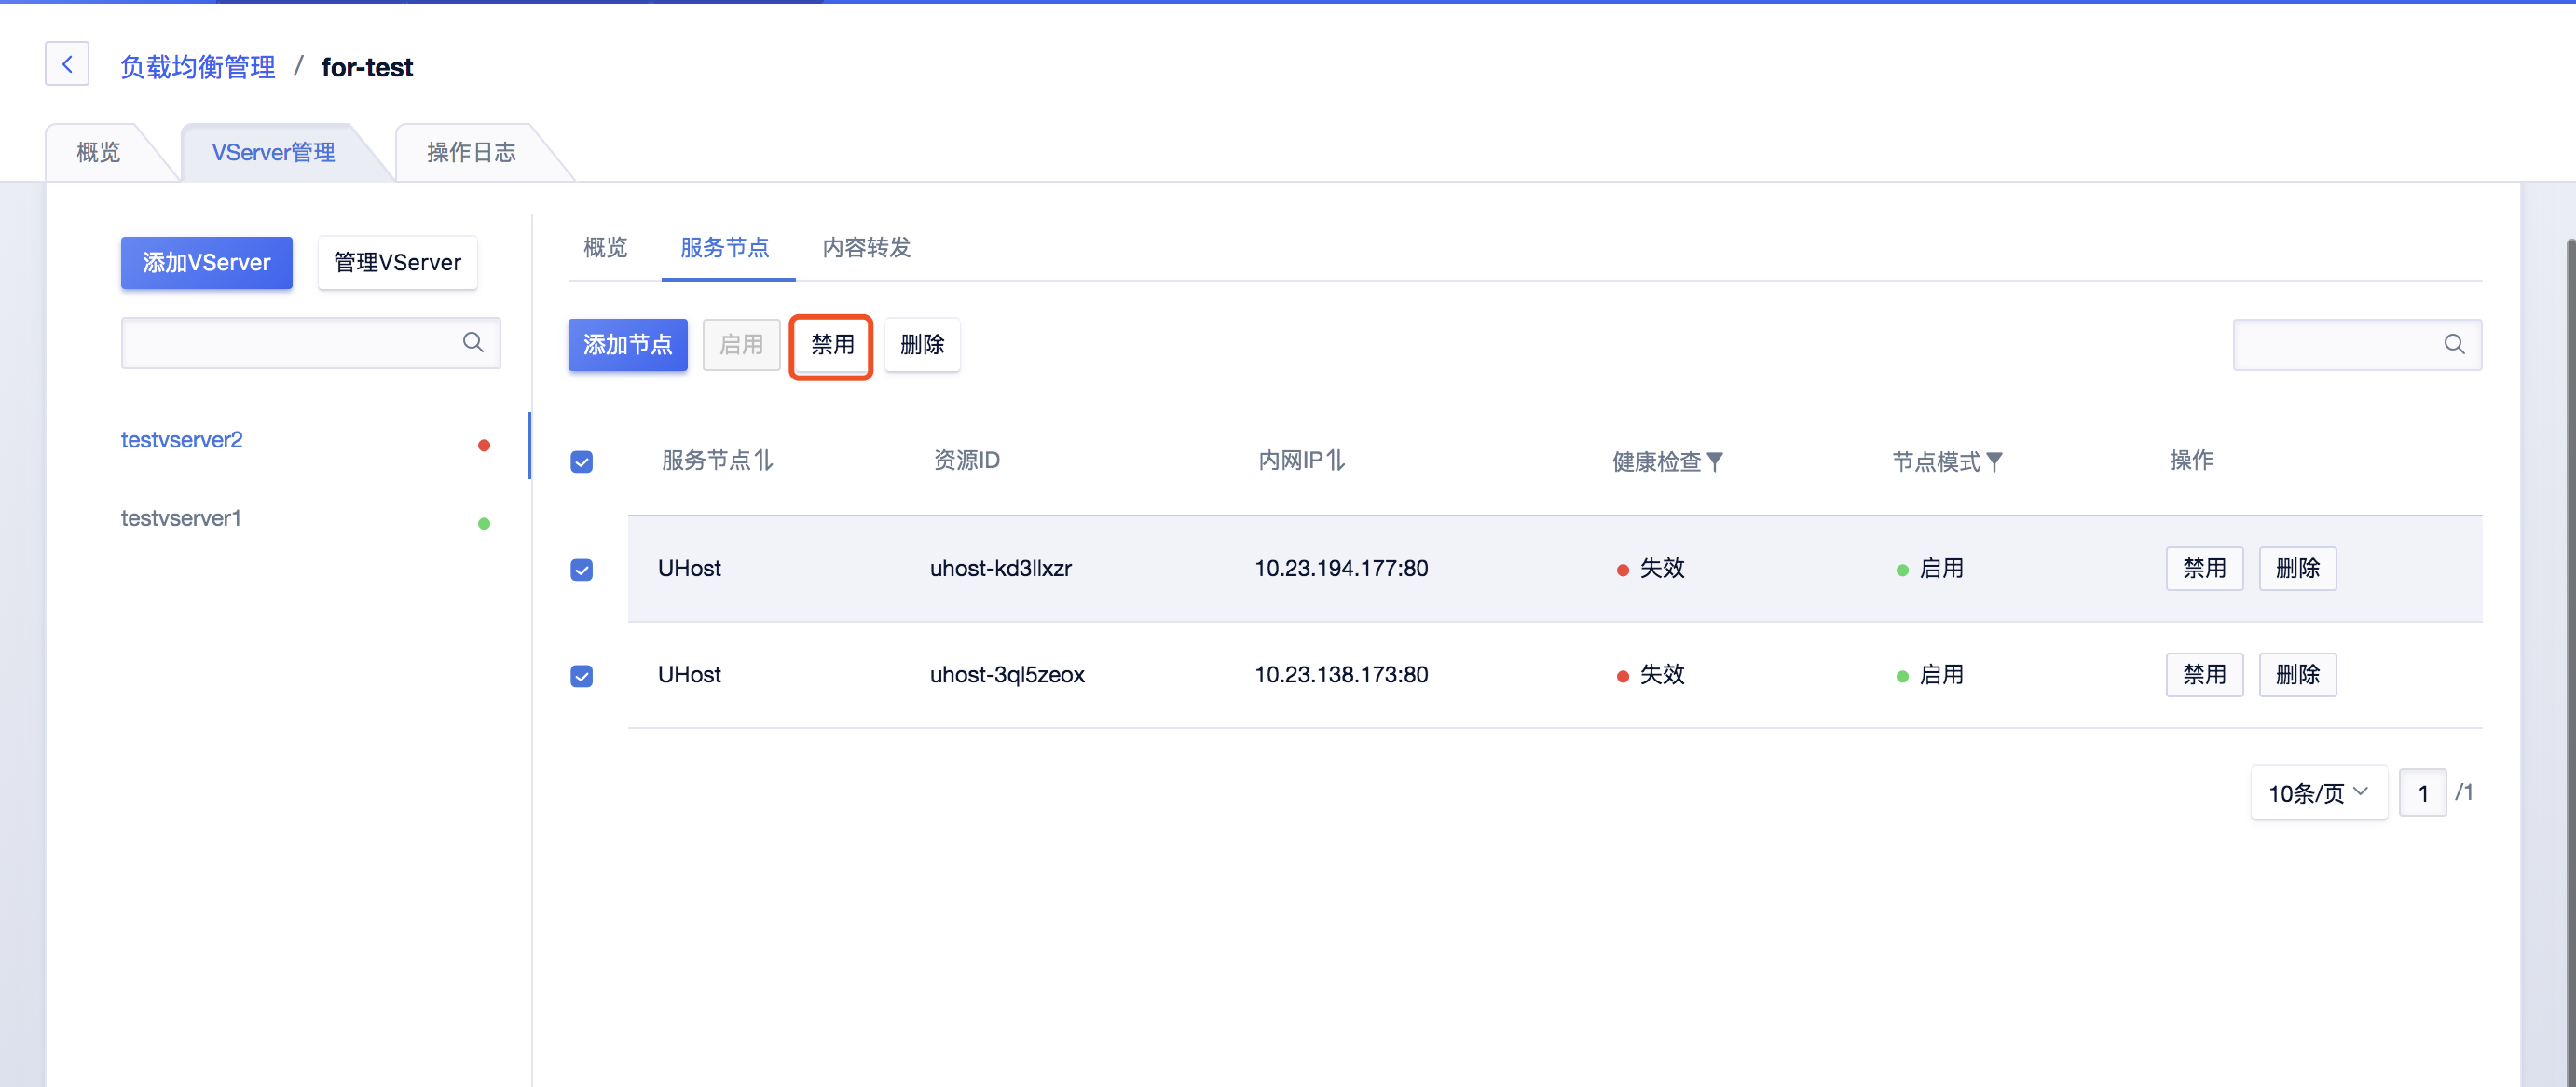 负载均衡管理 / for-test
概览 VServer管理 操作日志
添加VServer 管理VServer
testvserver2
testvserver1
概览 服务节点 内容转发
添加节点 启用 禁用 删除
服务节点 资源ID 内网IP 健康检查 节点模式 操作
UHost uhost-kd3llxzr 10.23.194.177:80 失效 启用 禁用 删除
UHost uhost-3ql5zeox 10.23.138.173:80 失效 启用 禁用 删除
10条/页 1 /1